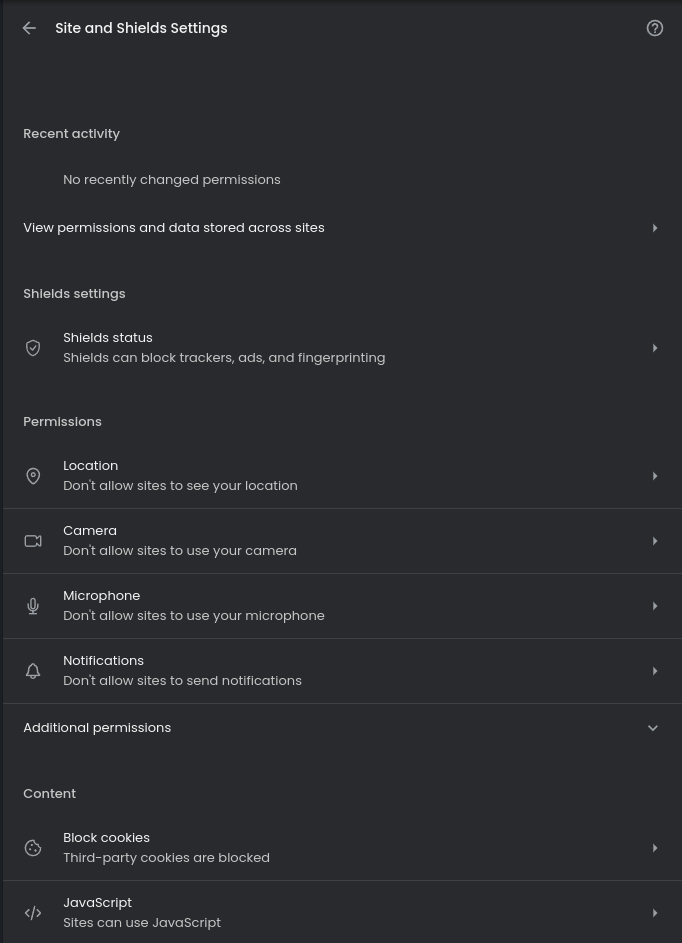 Site and Shields Settings
Recent activity
No recently changed permissions
View permissions and data stored across sites
Shields settings
Shields status
Shields can block trackers, ads, and fingerprinting
Permissions
Location
Don't allow sites to see your location
Camera
Don't allow sites to use your camera
Microphone
Don't allow sites to use your microphone
Notifications
Don't allow sites to send notifications
Additional permissions
Content
Block cookies
Third-party cookies are blocked
JavaScript
Sites can use JavaScript